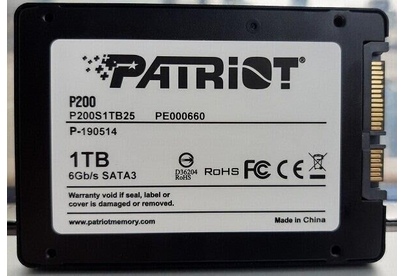 PATRIOT
P200
P200S1TB25 PE000660
P-190514
1TB
6Gb/s SATA3
D36204
RoHS
RoHS FC CE
Warranty void if seal, label or
cover is damaged or removed.
www.patriotmemory.com Made in China